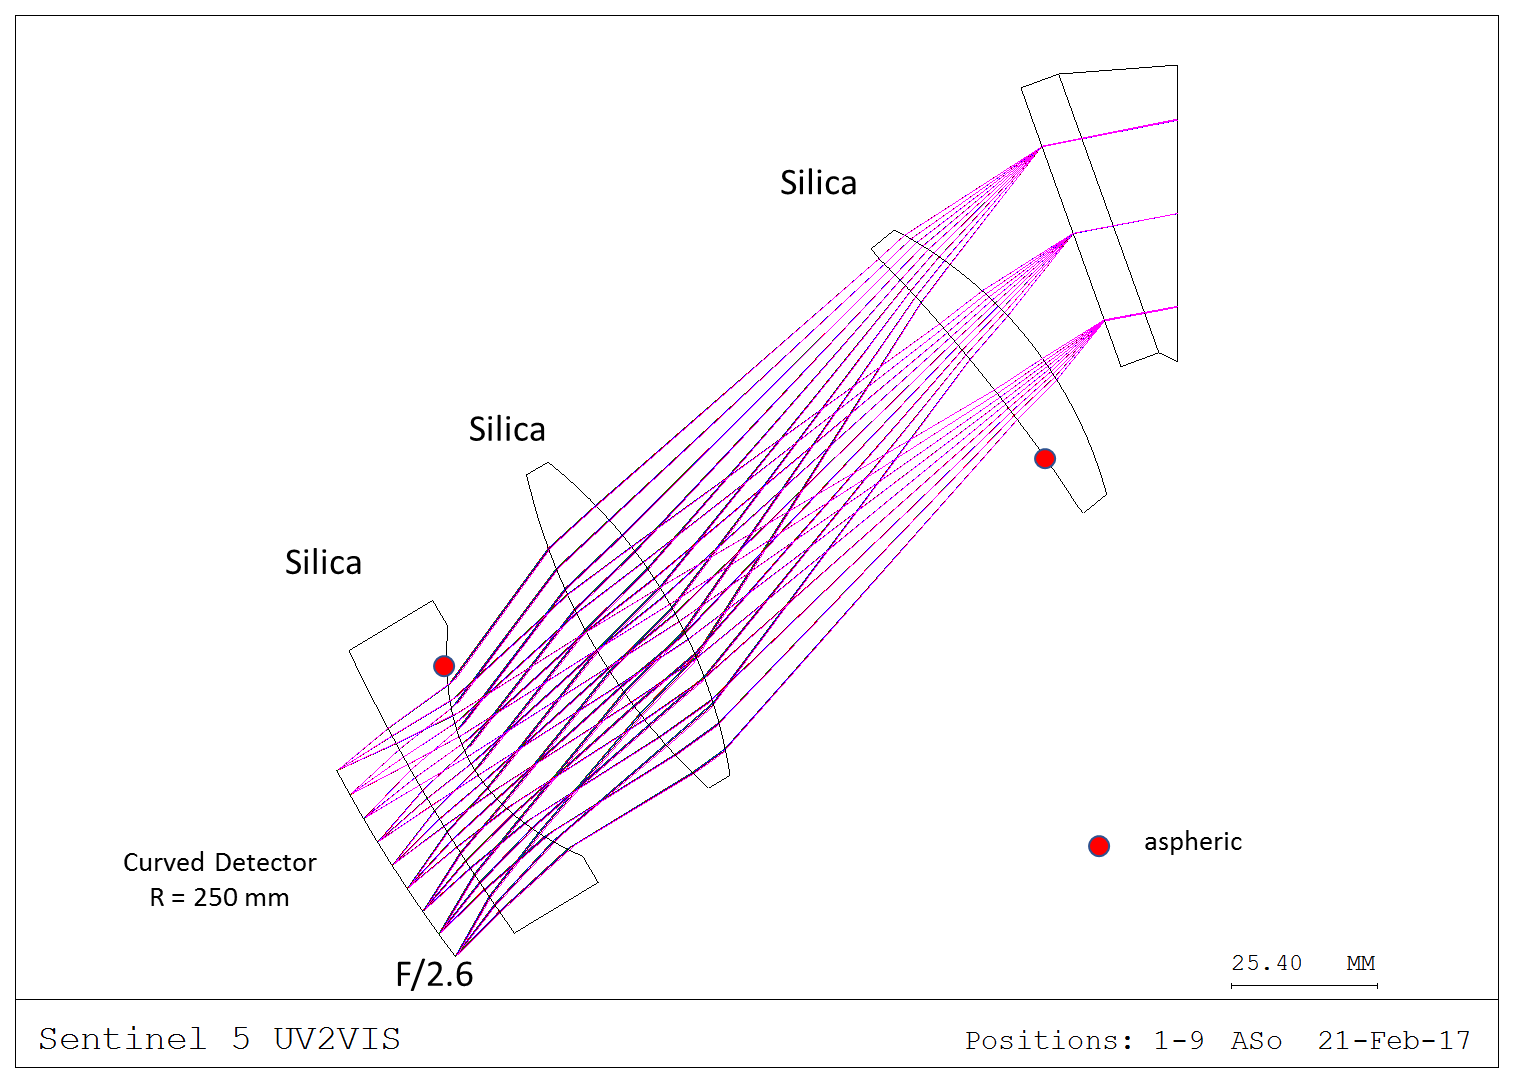 Silica
Silica
Silica
aspheric
Curved Detector
R = 250 mm
F/2.6
25.40 MM
Sentinel 5 UV2VIS
Positions: 1-9 ASo 21-Feb-17